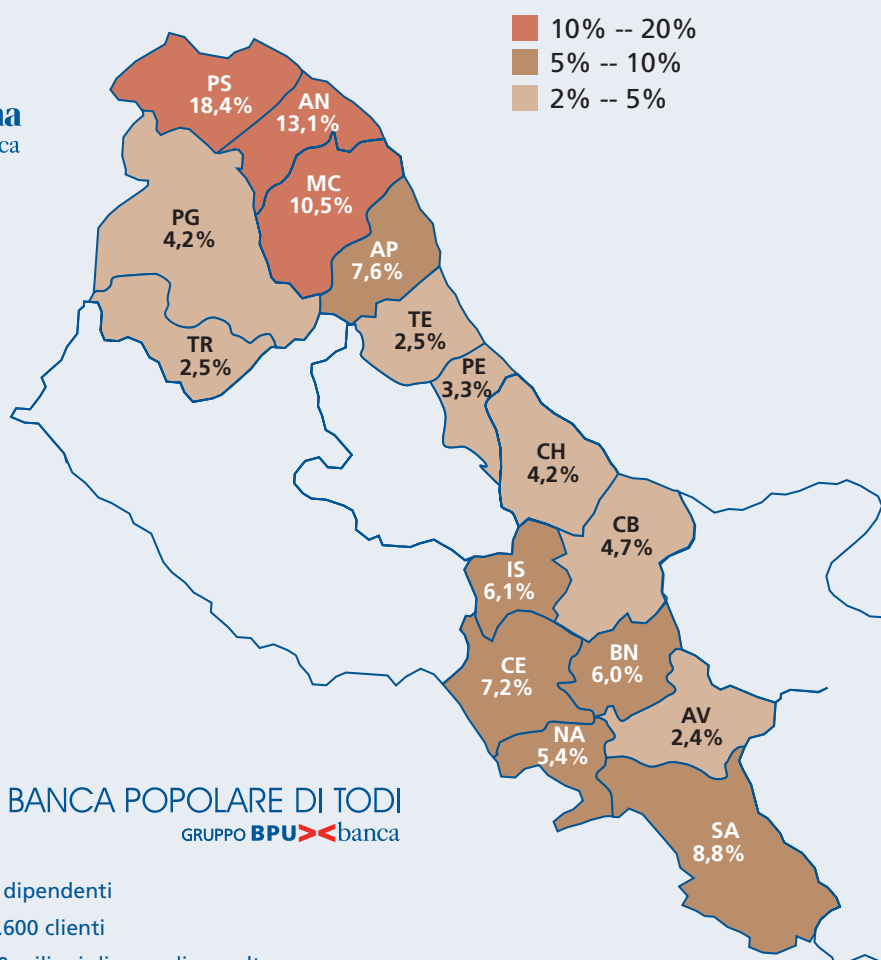 10% -- 20%
5% -- 10%
2% -- 5%
PS
18,4%
AN
13,1%
MC
10,5%
PG
4,2%
AP
7,6%
TE
2,5%
TR
2,5%
PE
3,3%
CH
4,2%
CB
4,7%
IS
6,1%
BN
6,0%
CE
7,2%
AV
2,4%
NA
5,4%
BANCA POPOLARE DI TODI
GRUPPO BPU><banca
SA
8,8%
dipendenti
.600 clienti